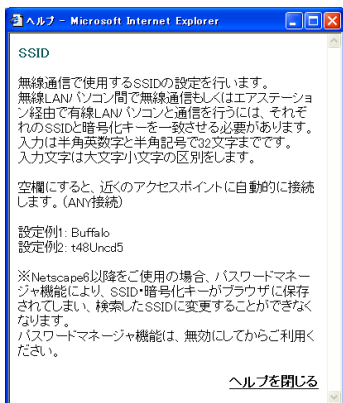 ヘルプ - Microsoft Internet Explorer
SSID
無線通信で使用するSSIDの設定を行います。
無線LANパソコン間で無線通信もしくはエアステーショ
ン経由で有線LANパソコンと通信を行うには、それぞ
れのSSIDと暗号化キーを一致させる必要があります。
入力は半角英数字と半角記号で32文字までです。
入力文字は大文字小文字の区別をします。
空欄にすると、近くのアクセスポイントに自動的に接続
します。(ANY接続)
設定例1: Buffalo
設定例2: t48Uncd5
※Netscape6以降をご使用の場合、パスワードマネー
ジャ機能により、SSID・暗号化キーがブラウザに保存
されてしまい、検索したSSIDに変更することができなく
なります。
パスワードマネージャ機能は、無効にしてからご利用く
ださい。
ヘルプを閉じる